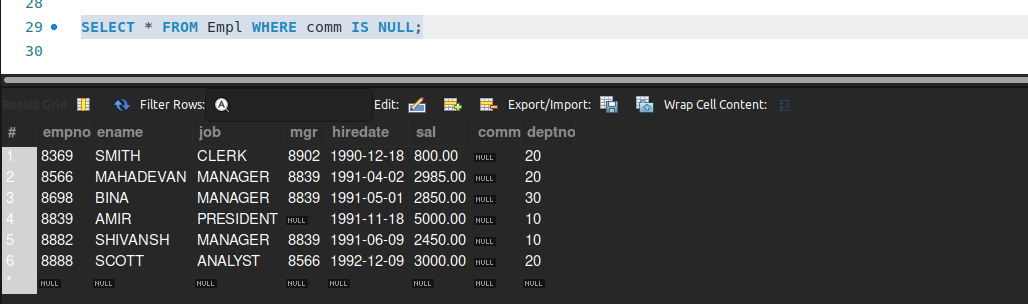 28
29 SELECT * FROM Empl WHERE comm IS NULL;
30
Result Grid Filter Rows: Edit: Export/Import: Wrap Cell Content: IA
# empno ename job mgr hiredate sal comm deptno
1 8369 SMITH CLERK 8902 1990-12-18 800.00 NULL 20
2 8566 MAHADEVAN MANAGER 8839 1991-04-02 2985.00 NULL 20
3 8698 BINA MANAGER 8839 1991-05-01 2850.00 NULL 30
4 8839 AMIR PRESIDENT NULL 1991-11-18 5000.00 NULL 10
5 8882 SHIVANSH MANAGER 8839 1991-06-09 2450.00 NULL 10
6 8888 SCOTT ANALYST 8566 1992-12-09 3000.00 NULL 20
* NULL NULL NULL NULL NULL NULL NULL NULL